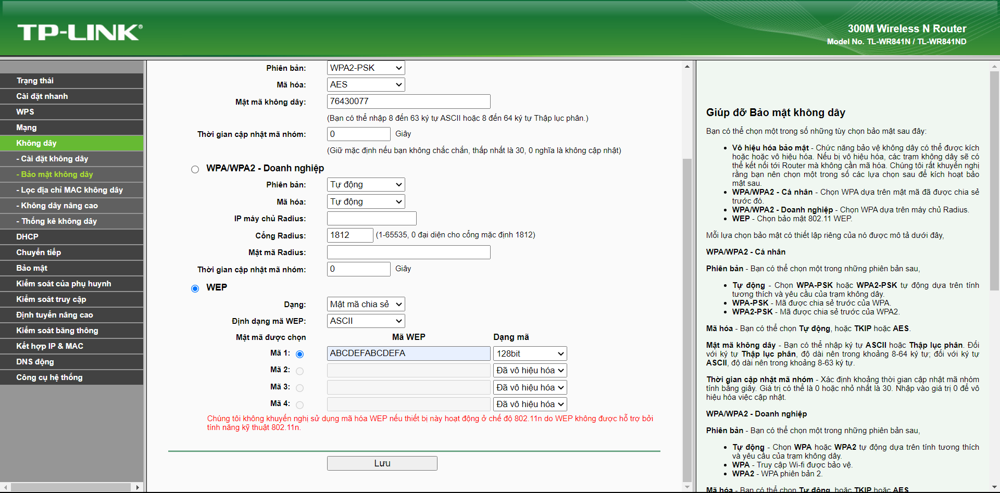 TP-LINK®
300M Wireless N Router
Model No. TL-WR841N / TL-WR841ND
Trạng thái
Cài đặt nhanh
WPS
Mạng
Không dây
- Cài đặt không dây
- Bảo mật không dây
- Lọc địa chỉ MAC không dây
- Không dây nâng cao
- Thống kê không dây
DHCP
Chuyển tiếp
Bảo mật
Kiểm soát của phụ huynh
Kiểm soát truy cập
Định tuyến nâng cao
Kiểm soát băng thông
Kết hợp IP & MAC
DNS động
Công cụ hệ thống
Phiên bản: WPA2-PSK
Mã hóa: AES
Mật mã không dây: 76430077
(Bạn có thể nhập 8 đến 63 ký tự ASCII hoặc 8 đến 64 ký tự Thập lục phân.)
Thời gian cập nhật mã nhóm: 0 Giây
(Giữ mặc định nếu bạn không chắc chắn, thấp nhất là 30, 0 nghĩa là không cập nhật)
WPA/WPA2 - Doanh nghiệp
Phiên bản: Tự động
Mã hóa: Tự động
IP máy chủ Radius:
Cổng Radius: 1812 (1-65535, 0 đại diện cho cổng mặc định 1812)
Mật mã Radius:
Thời gian cập nhật mã nhóm: 0 Giây
WEP
Dạng: Mật mã chia sẻ
Định dạng mã WEP: ASCII
Mật mã được chọn Mã WEP Dạng mã
Mã 1: ABCDEFABCDEFA 128bit
Mã 2: Đã vô hiệu hóa
Mã 3: Đã vô hiệu hóa
Mã 4: Đã vô hiệu hóa
Chúng tôi không khuyến nghị sử dụng mã hóa WEP nếu thiết bị này hoạt động ở chế độ 802.11n do WEP không được hỗ trợ bởi
tính năng kỹ thuật 802.11n.
Lưu
Giúp đỡ Bảo mật không dây
Bạn có thể chọn một trong số những tùy chọn bảo mật sau đây:
• Vô hiệu hóa bảo mật - Chức năng bảo vệ không dây có thể được kích
hoặc hoặc vô hiệu hóa. Nếu bị vô hiệu hóa, các trạm không dây sẽ có
thể kết nối tới Router mà không cần mã hóa. Chúng tôi rất khuyến nghị
rằng bạn nên chọn một trong số các lựa chọn sau để kích hoạt bảo
mật sau.
• WPA/WPA2 - Cá nhân - Chọn WPA dựa trên mật mã đã được chia sẻ
trước đó.
• WPA/WPA2 - Doanh nghiệp - Chọn WPA dựa trên máy chủ Radius.
• WEP - Chọn bảo mật 802.11 WEP.
Mỗi lựa chọn bảo mật có thiết lập riêng của nó được mô tả dưới đây,
WPA/WPA2 - Cá nhân
Phiên bản - Bạn có thể chọn một trong những phiên bản sau,
• Tự động - Chọn WPA-PSK hoặc WPA2-PSK tự động dựa trên tính
tương thích và yêu cầu của trạm không dây.
• WPA-PSK - Mã được chia sẻ trước của WPA.
• WPA2-PSK - Mã được chia sẻ trước của WPA2.
Mã hóa - Bạn có thể chọn Tự động, hoặc TKIP hoặc AES.
Mật mã không dây - Bạn có thể nhập ký tự ASCII hoặc Thập lục phân. Đối
với ký tự Thập lục phân, độ dài nên trong khoảng 8-64 ký tự; đối với ký tự
ASCII, độ dài nên trong khoảng 8-63 ký tự.
Thời gian cập nhật mã nhóm - Xác định khoảng thời gian cập nhật mã nhóm
tính bằng giây. Giá trị có thể là 0 hoặc nhỏ nhất là 30. Nhập vào giá trị 0 để vô
hiệu hóa việc cập nhật.
WPA/WPA2 - Doanh nghiệp
Phiên bản - Bạn có thể chọn một trong những phiên bản sau,
• Tự động - Chọn WPA hoặc WPA2 tự động dựa trên tính tương thích
và yêu cầu của trạm không dây.
• WPA - Truy cập Wi-fi được bảo vệ.
• WPA2 - WPA phiên bản 2.
Mã hóa - Bạn có thể chọn Tự động, hoặc TKIP hoặc AES